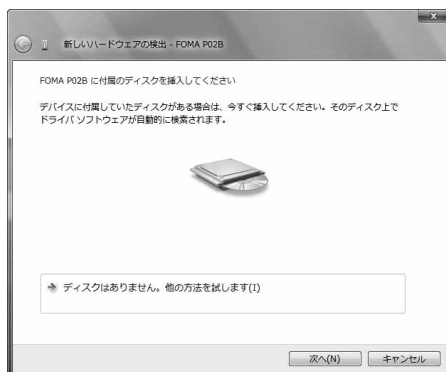 新しいハードウェアの検出 - FOMA P02B
FOMA P02B に付属のディスクを挿入してください
デバイスに付属していたディスクがある場合は、今すぐ挿入してください。そのディスク上で
ドライバ ソフトウェアが自動的に検索されます。
ディスクはありません。他の方法を試します(I)
次へ(N) キャンセル